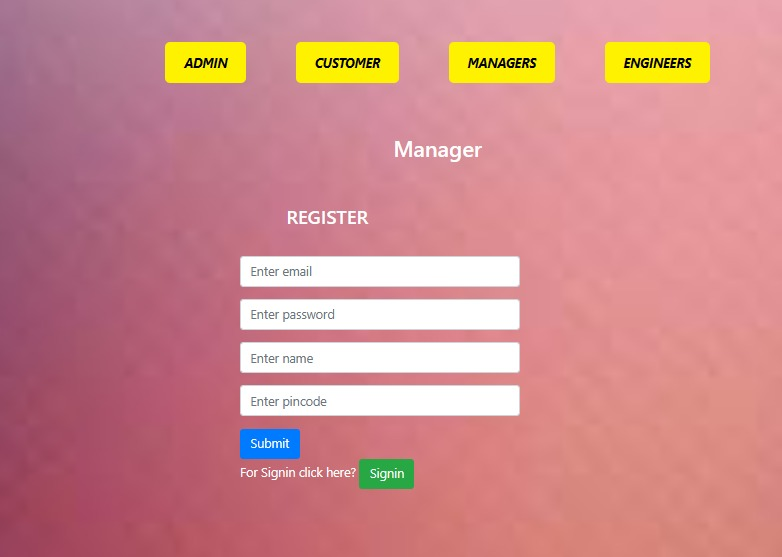 ADMIN CUSTOMER MANAGERS ENGINEERS
Manager
REGISTER
Enter email
Enter password
Enter name
Enter pincode
Submit
For Signin click here? Signin